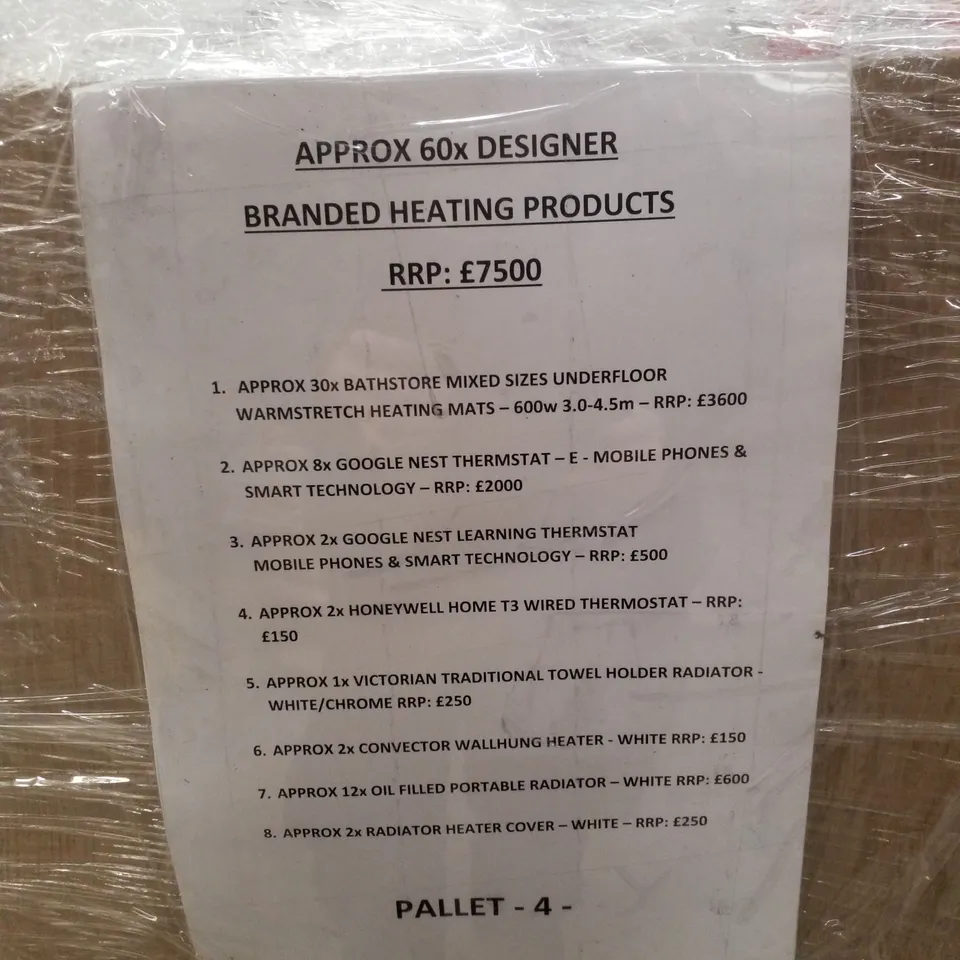 APPROX 60x DESIGNER
BRANDED HEATING PRODUCTS
RRP: £7500
1. APPROX 30x BATHSTORE MIXED SIZES UNDERFLOOR
WARMSTRETCH HEATING MATS – 600w 3.0-4.5m – RRP: £3600
2. APPROX 8x GOOGLE NEST THERMSTAT – E - MOBILE PHONES &
SMART TECHNOLOGY – RRP: £2000
3. APPROX 2x GOOGLE NEST LEARNING THERMSTAT
MOBILE PHONES & SMART TECHNOLOGY – RRP: £500
4. APPROX 2x HONEYWELL HOME T3 WIRED THERMOSTAT – RRP:
£150
5. APPROX 1x VICTORIAN TRADITIONAL TOWEL HOLDER RADIATOR -
WHITE/CHROME RRP: £250
6. APPROX 2x CONVECTOR WALLHUNG HEATER - WHITE RRP: £150
7. APPROX 12x OIL FILLED PORTABLE RADIATOR – WHITE RRP: £600
8. APPROX 2x RADIATOR HEATER COVER – WHITE – RRP: £250
PALLET - 4 -